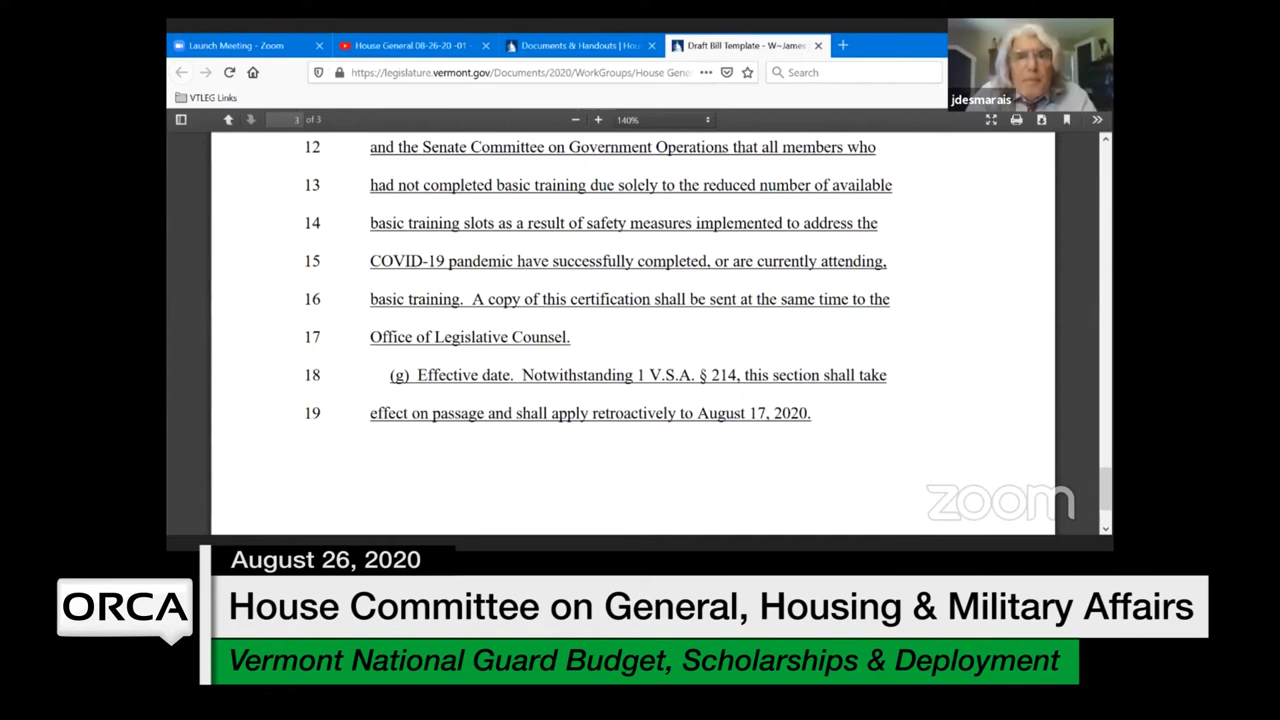 Launch Meeting - Zoom
House General 08-26-20 -01
Documents & Handouts | Hou
Draft Bill Template - W~James
https://legislature.vermont.gov/Documents/2020/WorkGroups/House Gene
Search
VTLEG Links
jdesmarais
3 of 3
140%
12 and the Senate Committee on Government Operations that all members who
13 had not completed basic training due solely to the reduced number of available
14 basic training slots as a result of safety measures implemented to address the
15 COVID-19 pandemic have successfully completed, or are currently attending,
16 basic training. A copy of this certification shall be sent at the same time to the
17 Office of Legislative Counsel.
18 (g) Effective date. Notwithstanding 1 V.S.A. § 214, this section shall take
19 effect on passage and shall apply retroactively to August 17, 2020.
zoom
August 26, 2020
ORCA
House Committee on General, Housing & Military Affairs
Vermont National Guard Budget, Scholarships & Deployment